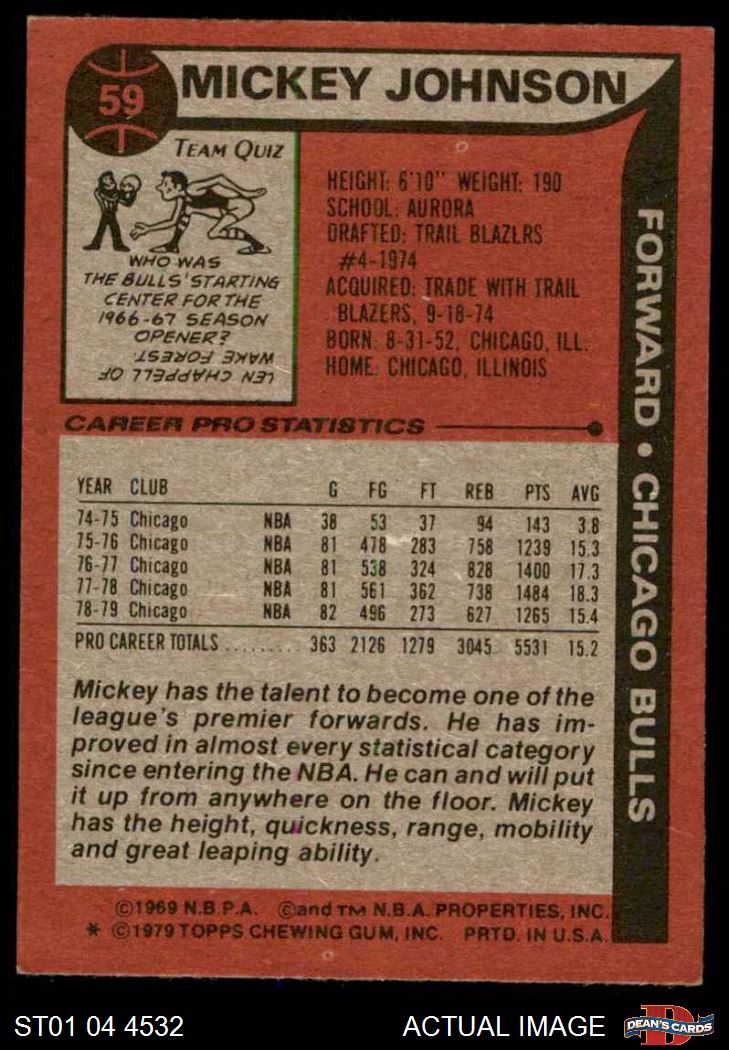 59
MICKEY JOHNSON
TEAM QUIZ
WHO WAS
THE BULLS' STARTING
CENTER FOR THE
1966-67 SEASON
OPENER?
LEN CHAPPELL OF
WAKE FOREST.
HEIGHT: 6'10" WEIGHT: 190
SCHOOL: AURORA
DRAFTED: TRAIL BLAZLRS
#4-1974
ACQUIRED: TRADE WITH TRAIL
BLAZERS, 9-18-74
BORN: 8-31-52, CHICAGO, ILL.
HOME: CHICAGO, ILLINOIS
FORWARD • CHICAGO BULLS
CAREER PRO STATISTICS
YEAR CLUB G FG FT REB PTS AVG
74-75 Chicago NBA 38 53 37 94 143 3.8
75-76 Chicago NBA 81 478 283 758 1239 15.3
76-77 Chicago NBA 81 538 324 828 1400 17.3
77-78 Chicago NBA 81 561 362 738 1484 18.3
78-79 Chicago NBA 82 496 273 627 1265 15.4
PRO CAREER TOTALS .......... 363 2126 1279 3045 5531 15.2
Mickey has the talent to become one of the
league's premier forwards. He has im-
proved in almost every statistical category
since entering the NBA. He can and will put
it up from anywhere on the floor. Mickey
has the height, quickness, range, mobility
and great leaping ability.
©1969 N.B.P.A. ©and TM N.B.A. PROPERTIES, INC.
* ©1979 TOPPS CHEWING GUM, INC. PRTD. IN U.S.A.
ST01 04 4532
ACTUAL IMAGE
D
DEAN'S CARDS